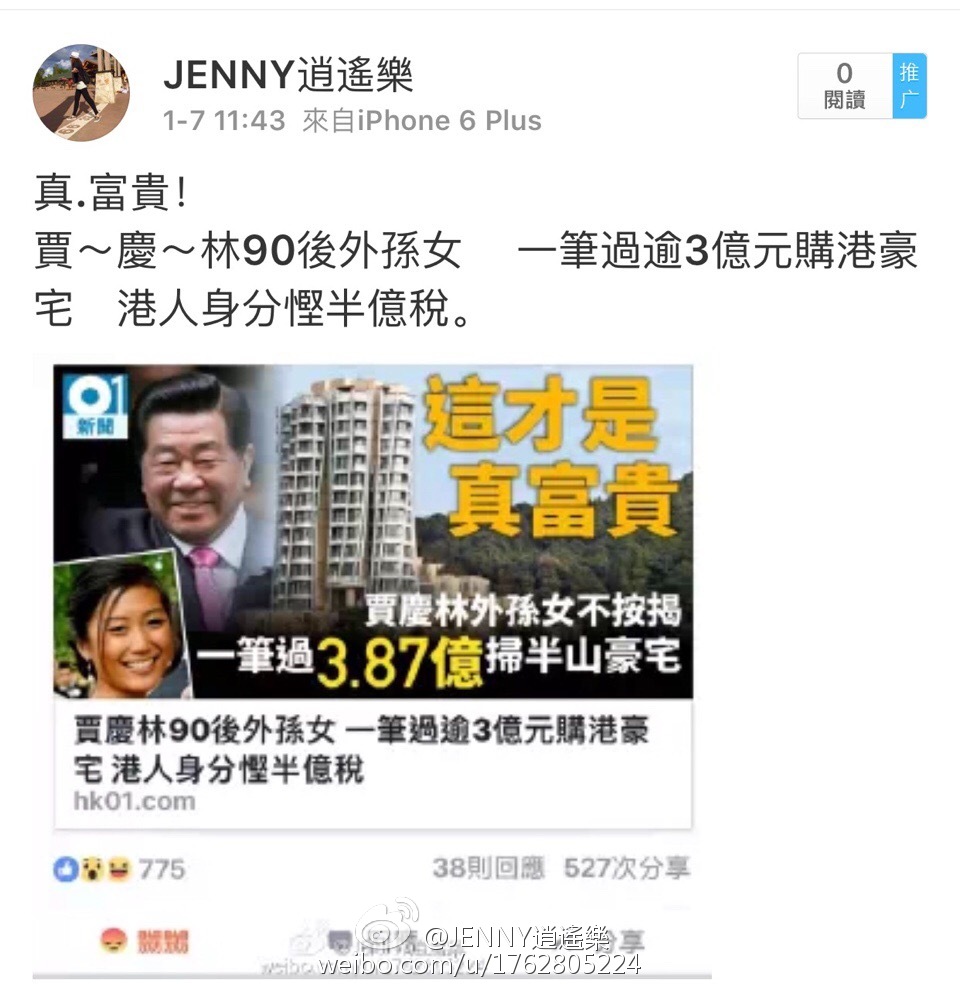 JENNY逍遙樂
1-7 11:43 來自iPhone 6 Plus
0
閱讀
推广
真.富貴！
賈～慶～林90後外孫女 一筆過逾3億元購港豪
宅 港人身分慳半億稅。
01
新聞
這才是
真富貴
賈慶林外孫女不按揭
一筆過3.87億掃半山豪宅
賈慶林90後外孫女 一筆過逾3億元購港豪
宅 港人身分慳半億稅
hk01.com
775
38則回應 527次分享
嬲嬲
享
@JENNY逍遙樂
weibo.com/u/1762805224